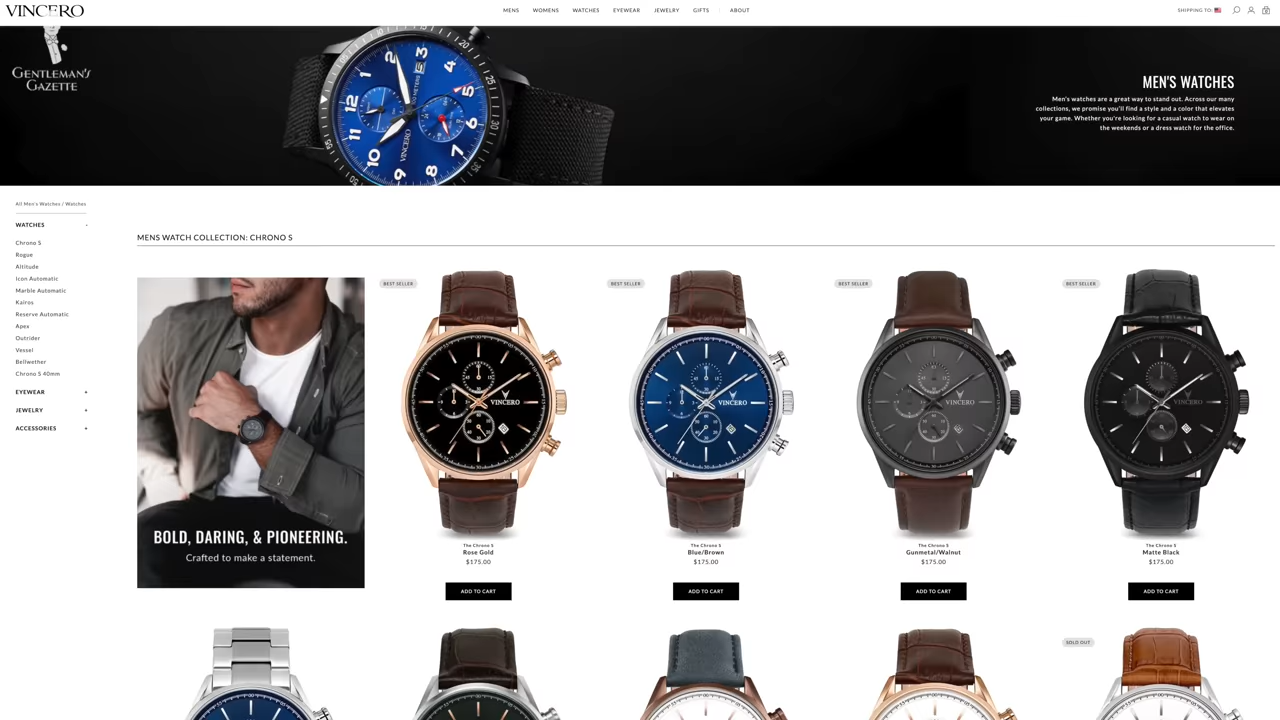 VINCERO
MENS WOMENS WATCHES EYEWEAR JEWELRY GIFTS ABOUT
SHIPPING TO:
GENTLEMAN'S
GAZETTE
MEN'S WATCHES
Men's watches are a great way to stand out. Across our many
collections, we promise you'll find a style and a color that elevates
your game. Whether you're looking for a casual watch to wear on
the weekends or a dress watch for the office.
All Men's Watches / Watches
WATCHES -
Chrono S
Rogue
Altitude
Icon Automatic
Marble Automatic
Kairos
Reserve Automatic
Apex
Outrider
Vessel
Bellwether
Chrono S 40mm
EYEWEAR +
JEWELRY +
ACCESSORIES +
MENS WATCH COLLECTION: CHRONO S
BOLD, DARING, & PIONEERING.
Crafted to make a statement.
BEST SELLER
VINCERO
The Chrono S
Rose Gold
$175.00
ADD TO CART
BEST SELLER
VINCERO
The Chrono S
Blue/Brown
$175.00
ADD TO CART
BEST SELLER
VINCERO
The Chrono S
Gunmetal/Walnut
$175.00
ADD TO CART
BEST SELLER
VINCERO
The Chrono S
Matte Black
$175.00
ADD TO CART
SOLD OUT